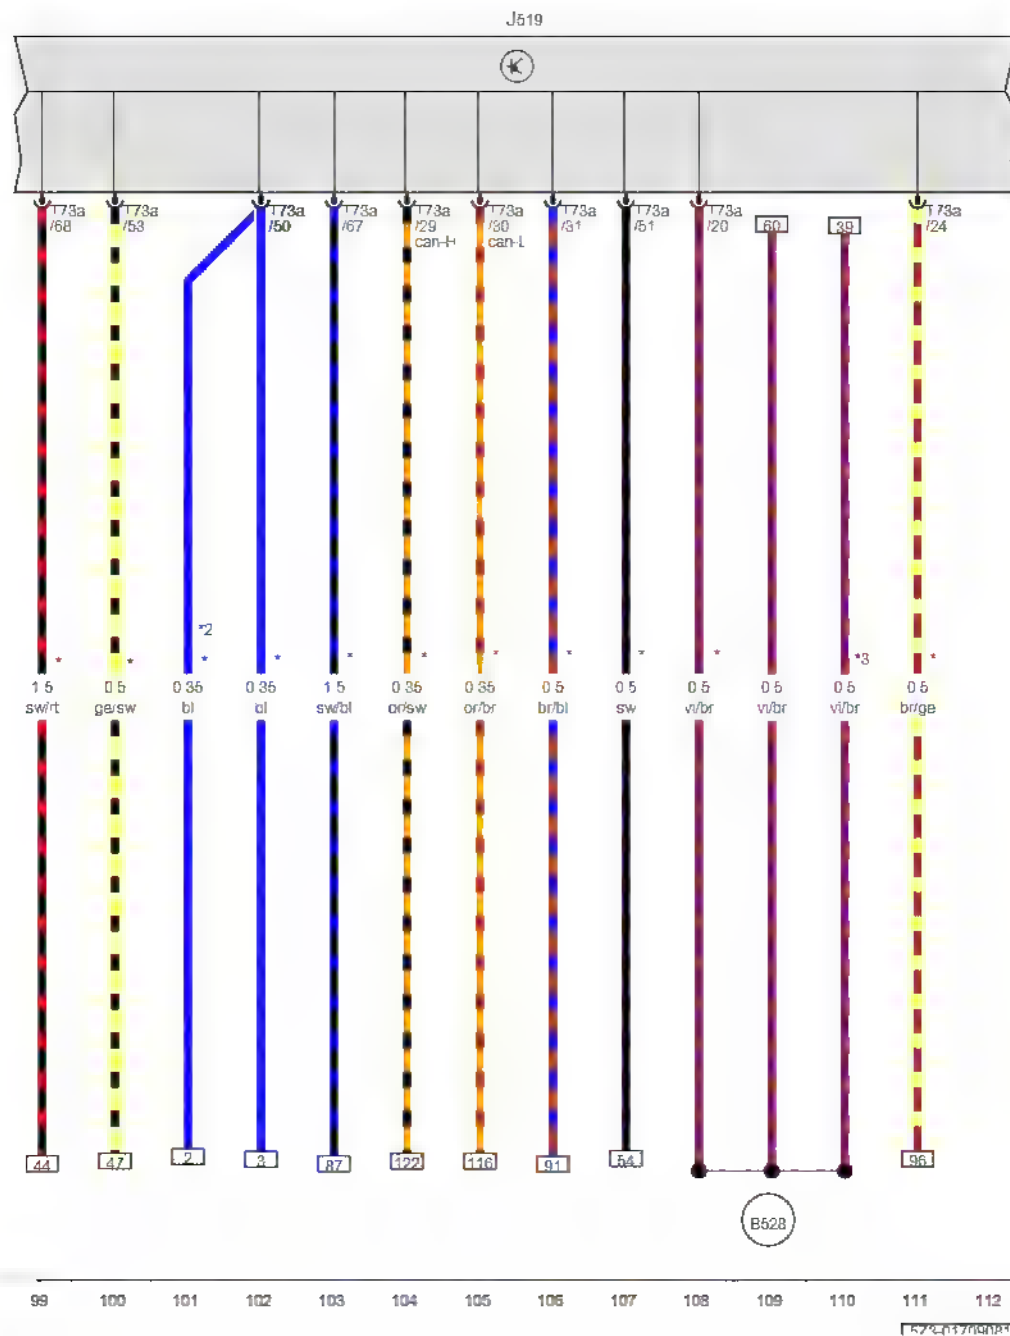 J519
K
T73a T73a T73a T73a T73a T73a T73a T73a T73a T73a
/68 /53 /50 /67 /29 /30 /31 /51 /20 60 39 /24
can-H can-L
*2
* * * * * * * * * * *3 *
1 5 0 5 0 35 0 35 1 5 0 35 0 35 0 5 0 5 0 5 0 5 0 5 0 5
sw/rt ge/sw bl bl sw/bl or/sw or/br br/bl sw vi/br vi/br vi/br br/ge
44 47 2 3 87 122 116 91 54 96
B528
99 100 101 102 103 104 105 106 107 108 109 110 111 112